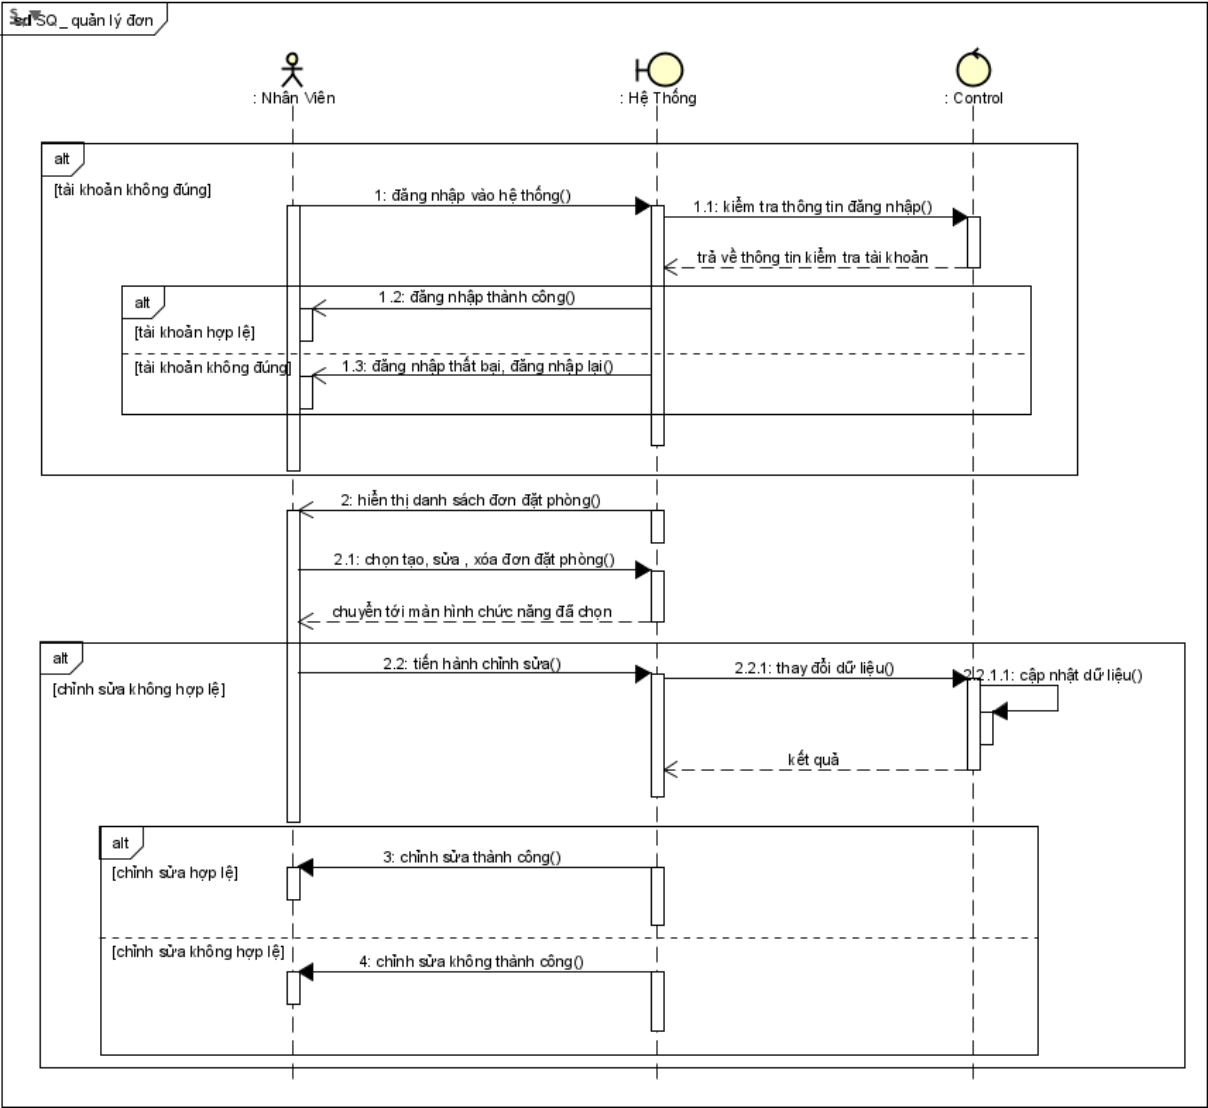 sd SQ_ quản lý đơn
: Nhân Viên
: Hệ Thống
: Control
alt
[tài khoản không đúng]
1: đăng nhập vào hệ thống()
1.1: kiểm tra thông tin đăng nhập()
trả về thông tin kiểm tra tài khoản
alt
1.2: đăng nhập thành công()
[tài khoản hợp lệ]
[tài khoản không đúng]
1.3: đăng nhập thất bại, đăng nhập lại()
2: hiển thị danh sách đơn đặt phòng()
2.1: chọn tạo, sửa , xóa đơn đặt phòng()
chuyển tới màn hình chức năng đã chọn
alt
2.2: tiến hành chỉnh sửa()
2.2.1: thay đổi dữ liệu()
2.2.1.1: cập nhật dữ liệu()
[chỉnh sửa không hợp lệ]
kết quả
alt
3: chỉnh sửa thành công()
[chỉnh sửa hợp lệ]
[chỉnh sửa không hợp lệ]
4: chỉnh sửa không thành công()